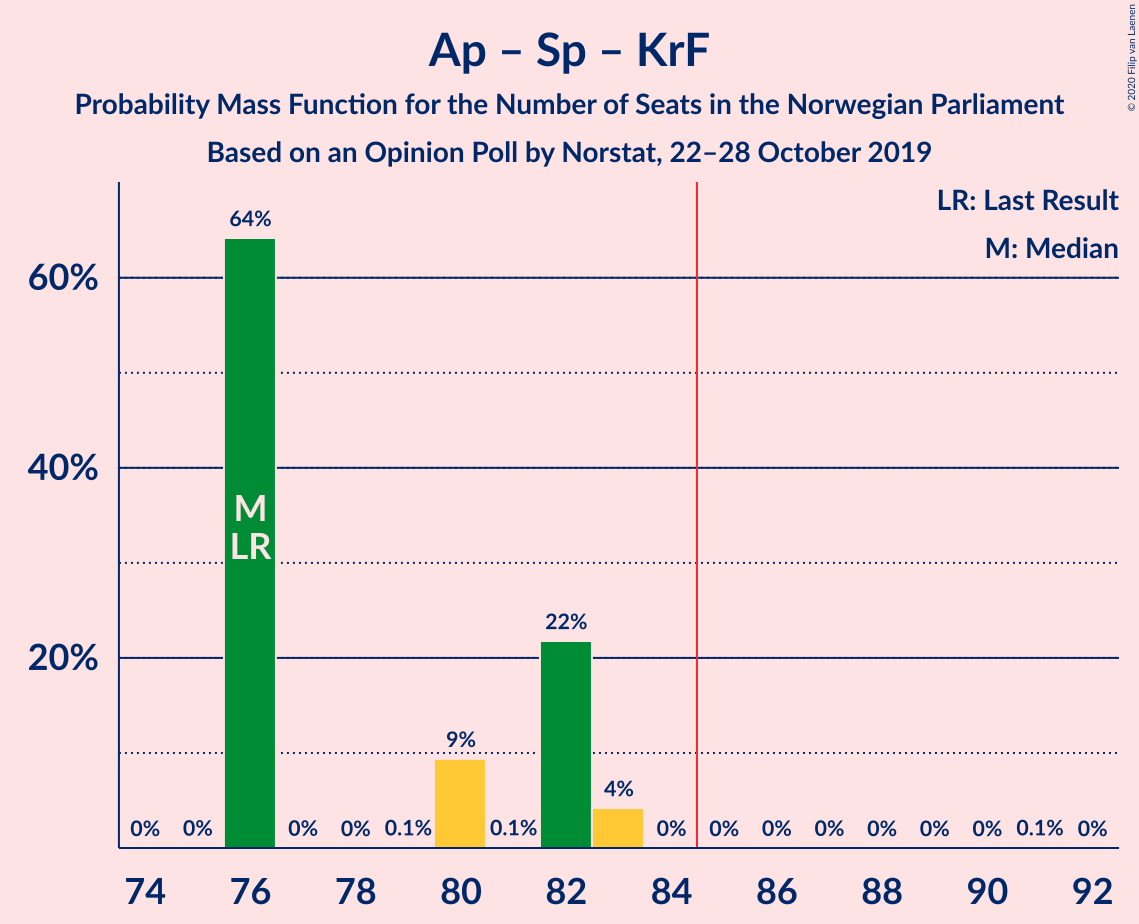 Ap – Sp – KrF
Probability Mass Function for the Number of Seats in the Norwegian Parliament
Based on an Opinion Poll by Norstat, 22–28 October 2019
© 2020 Filip van Laenen
LR: Last Result
M: Median
60%
40%
20%
64%
M
LR
22%
9%
4%
0% 0% 0% 0% 0.1% 0.1% 0% 0% 0% 0% 0% 0% 0% 0.1% 0%
74 76 78 80 82 84 86 88 90 92